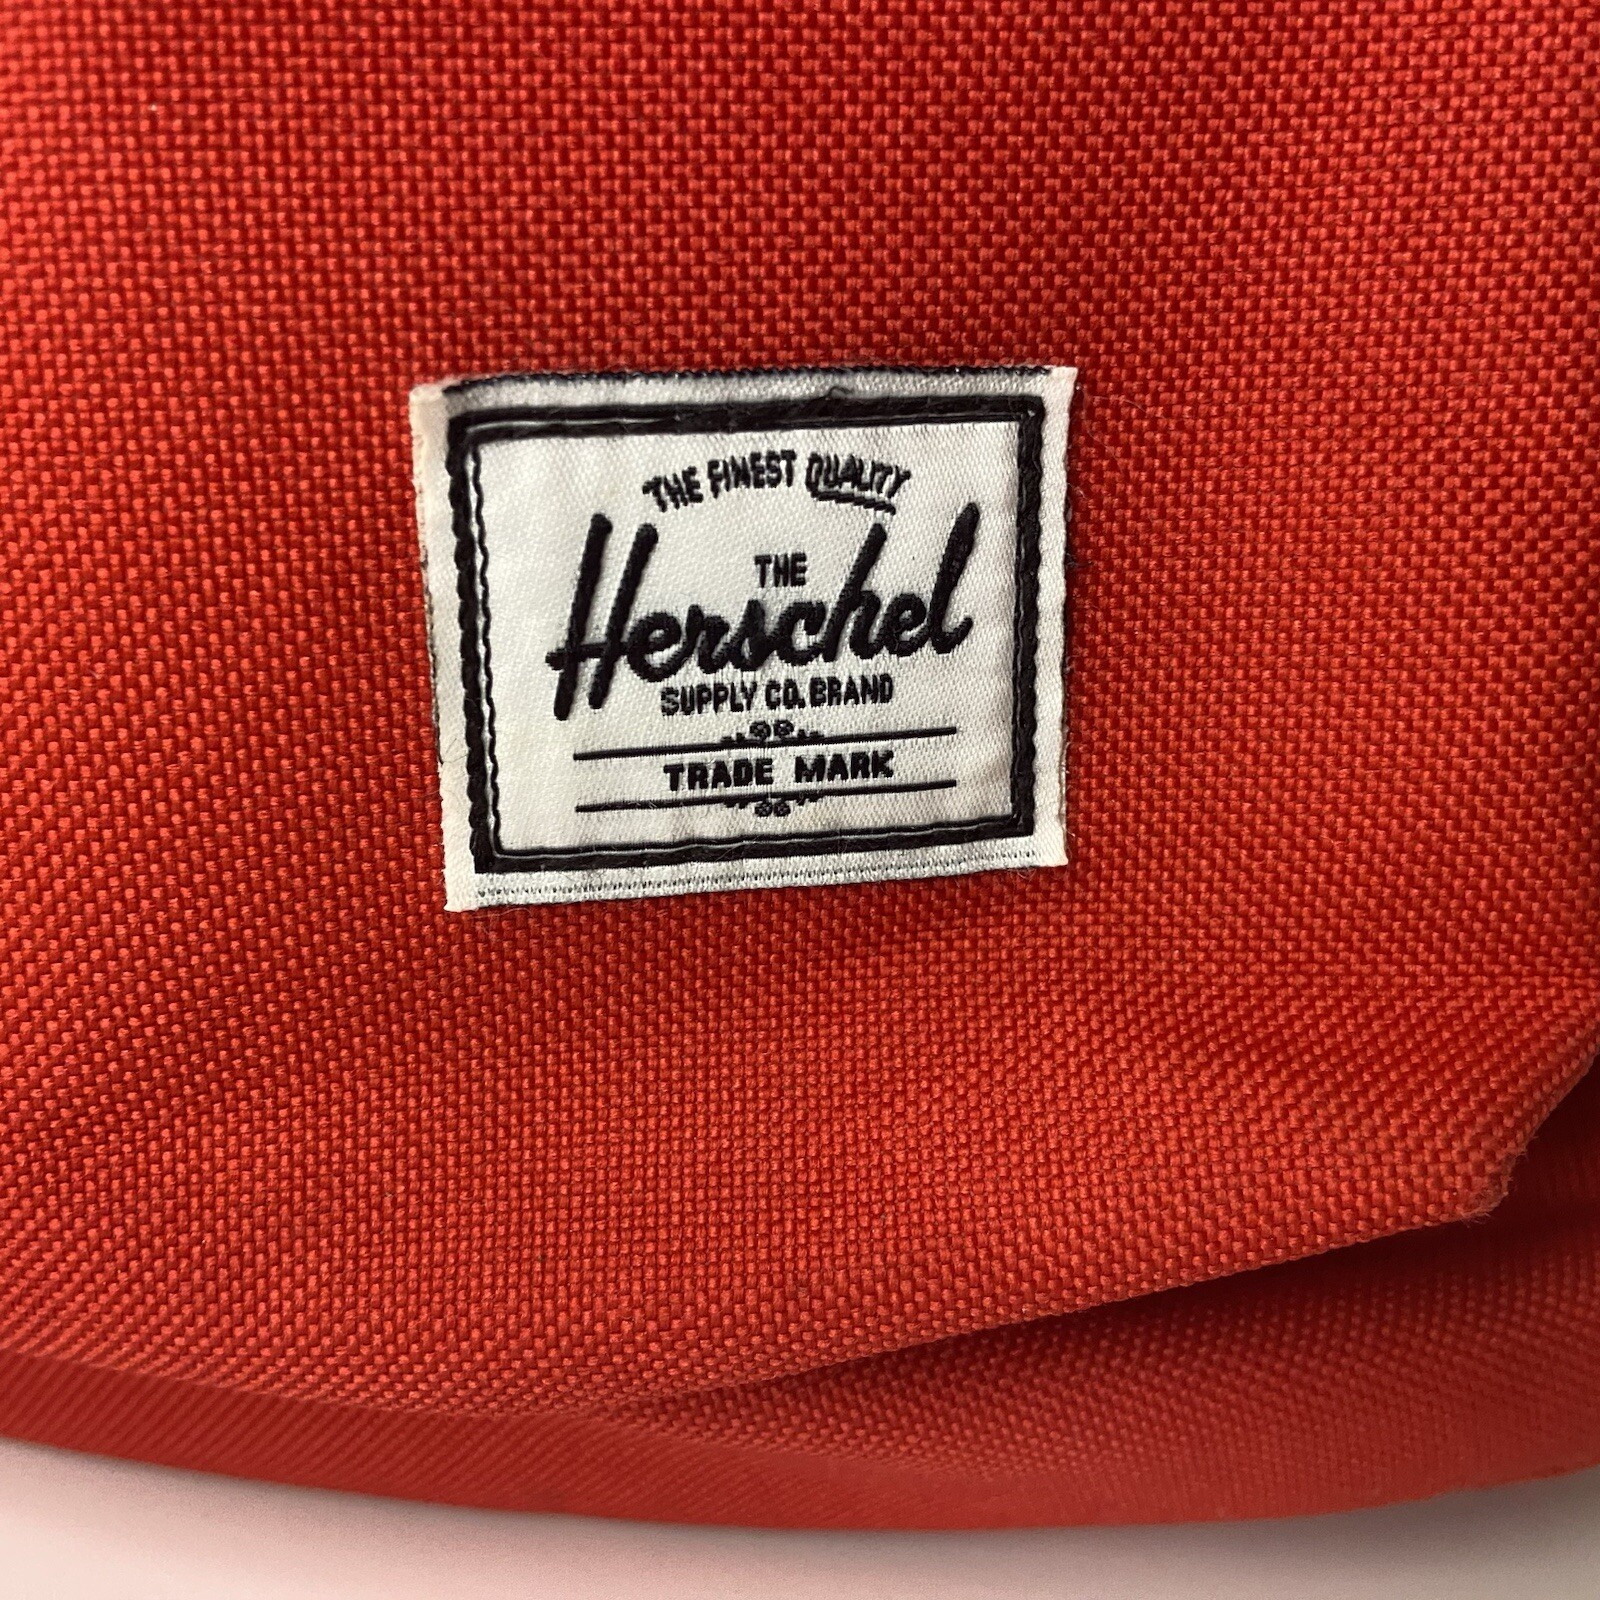 THE FINEST QUALITY
THE
Herschel
SUPPLY CO. BRAND
TRADE MARK